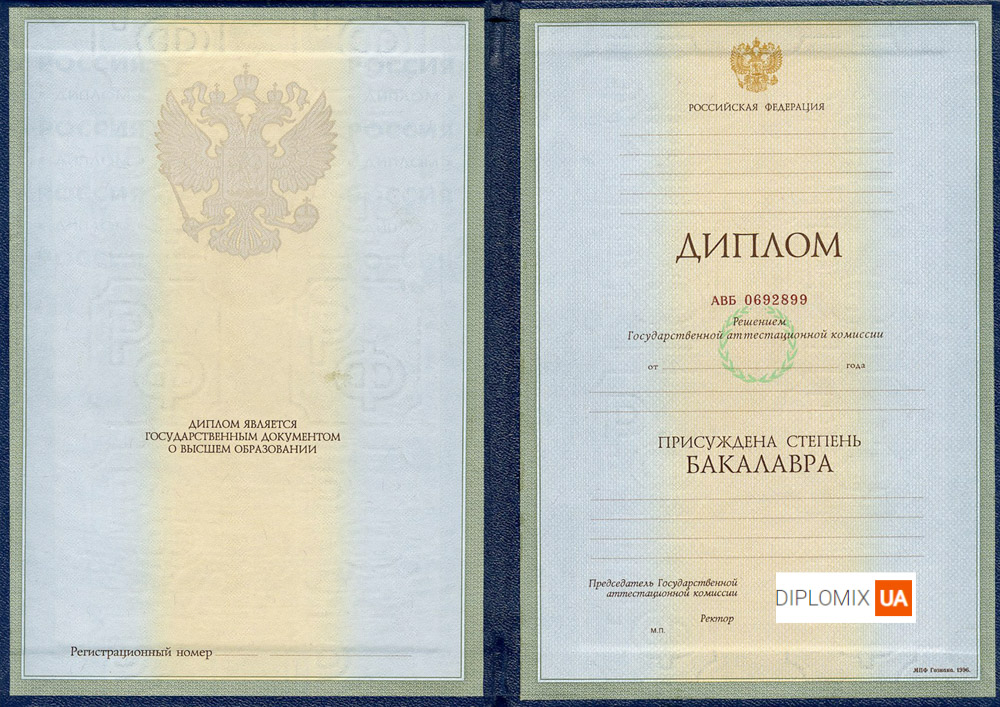 ДИПЛОМ ЯВЛЯЕТСЯ
ГОСУДАРСТВЕННЫМ ДОКУМЕНТОМ
О ВЫСШЕМ ОБРАЗОВАНИИ
Регистрационный номер
РОССИЙСКАЯ ФЕДЕРАЦИЯ
ДИПЛОМ
АВБ 0692899
Решением
Государственной аттестационной комиссии
от года
ПРИСУЖДЕНА СТЕПЕНЬ
БАКАЛАВРА
Председатель Государственной
аттестационной комиссии
DIPLOMIX UA
Ректор
М.П.
МПФ Гознака. 1996.